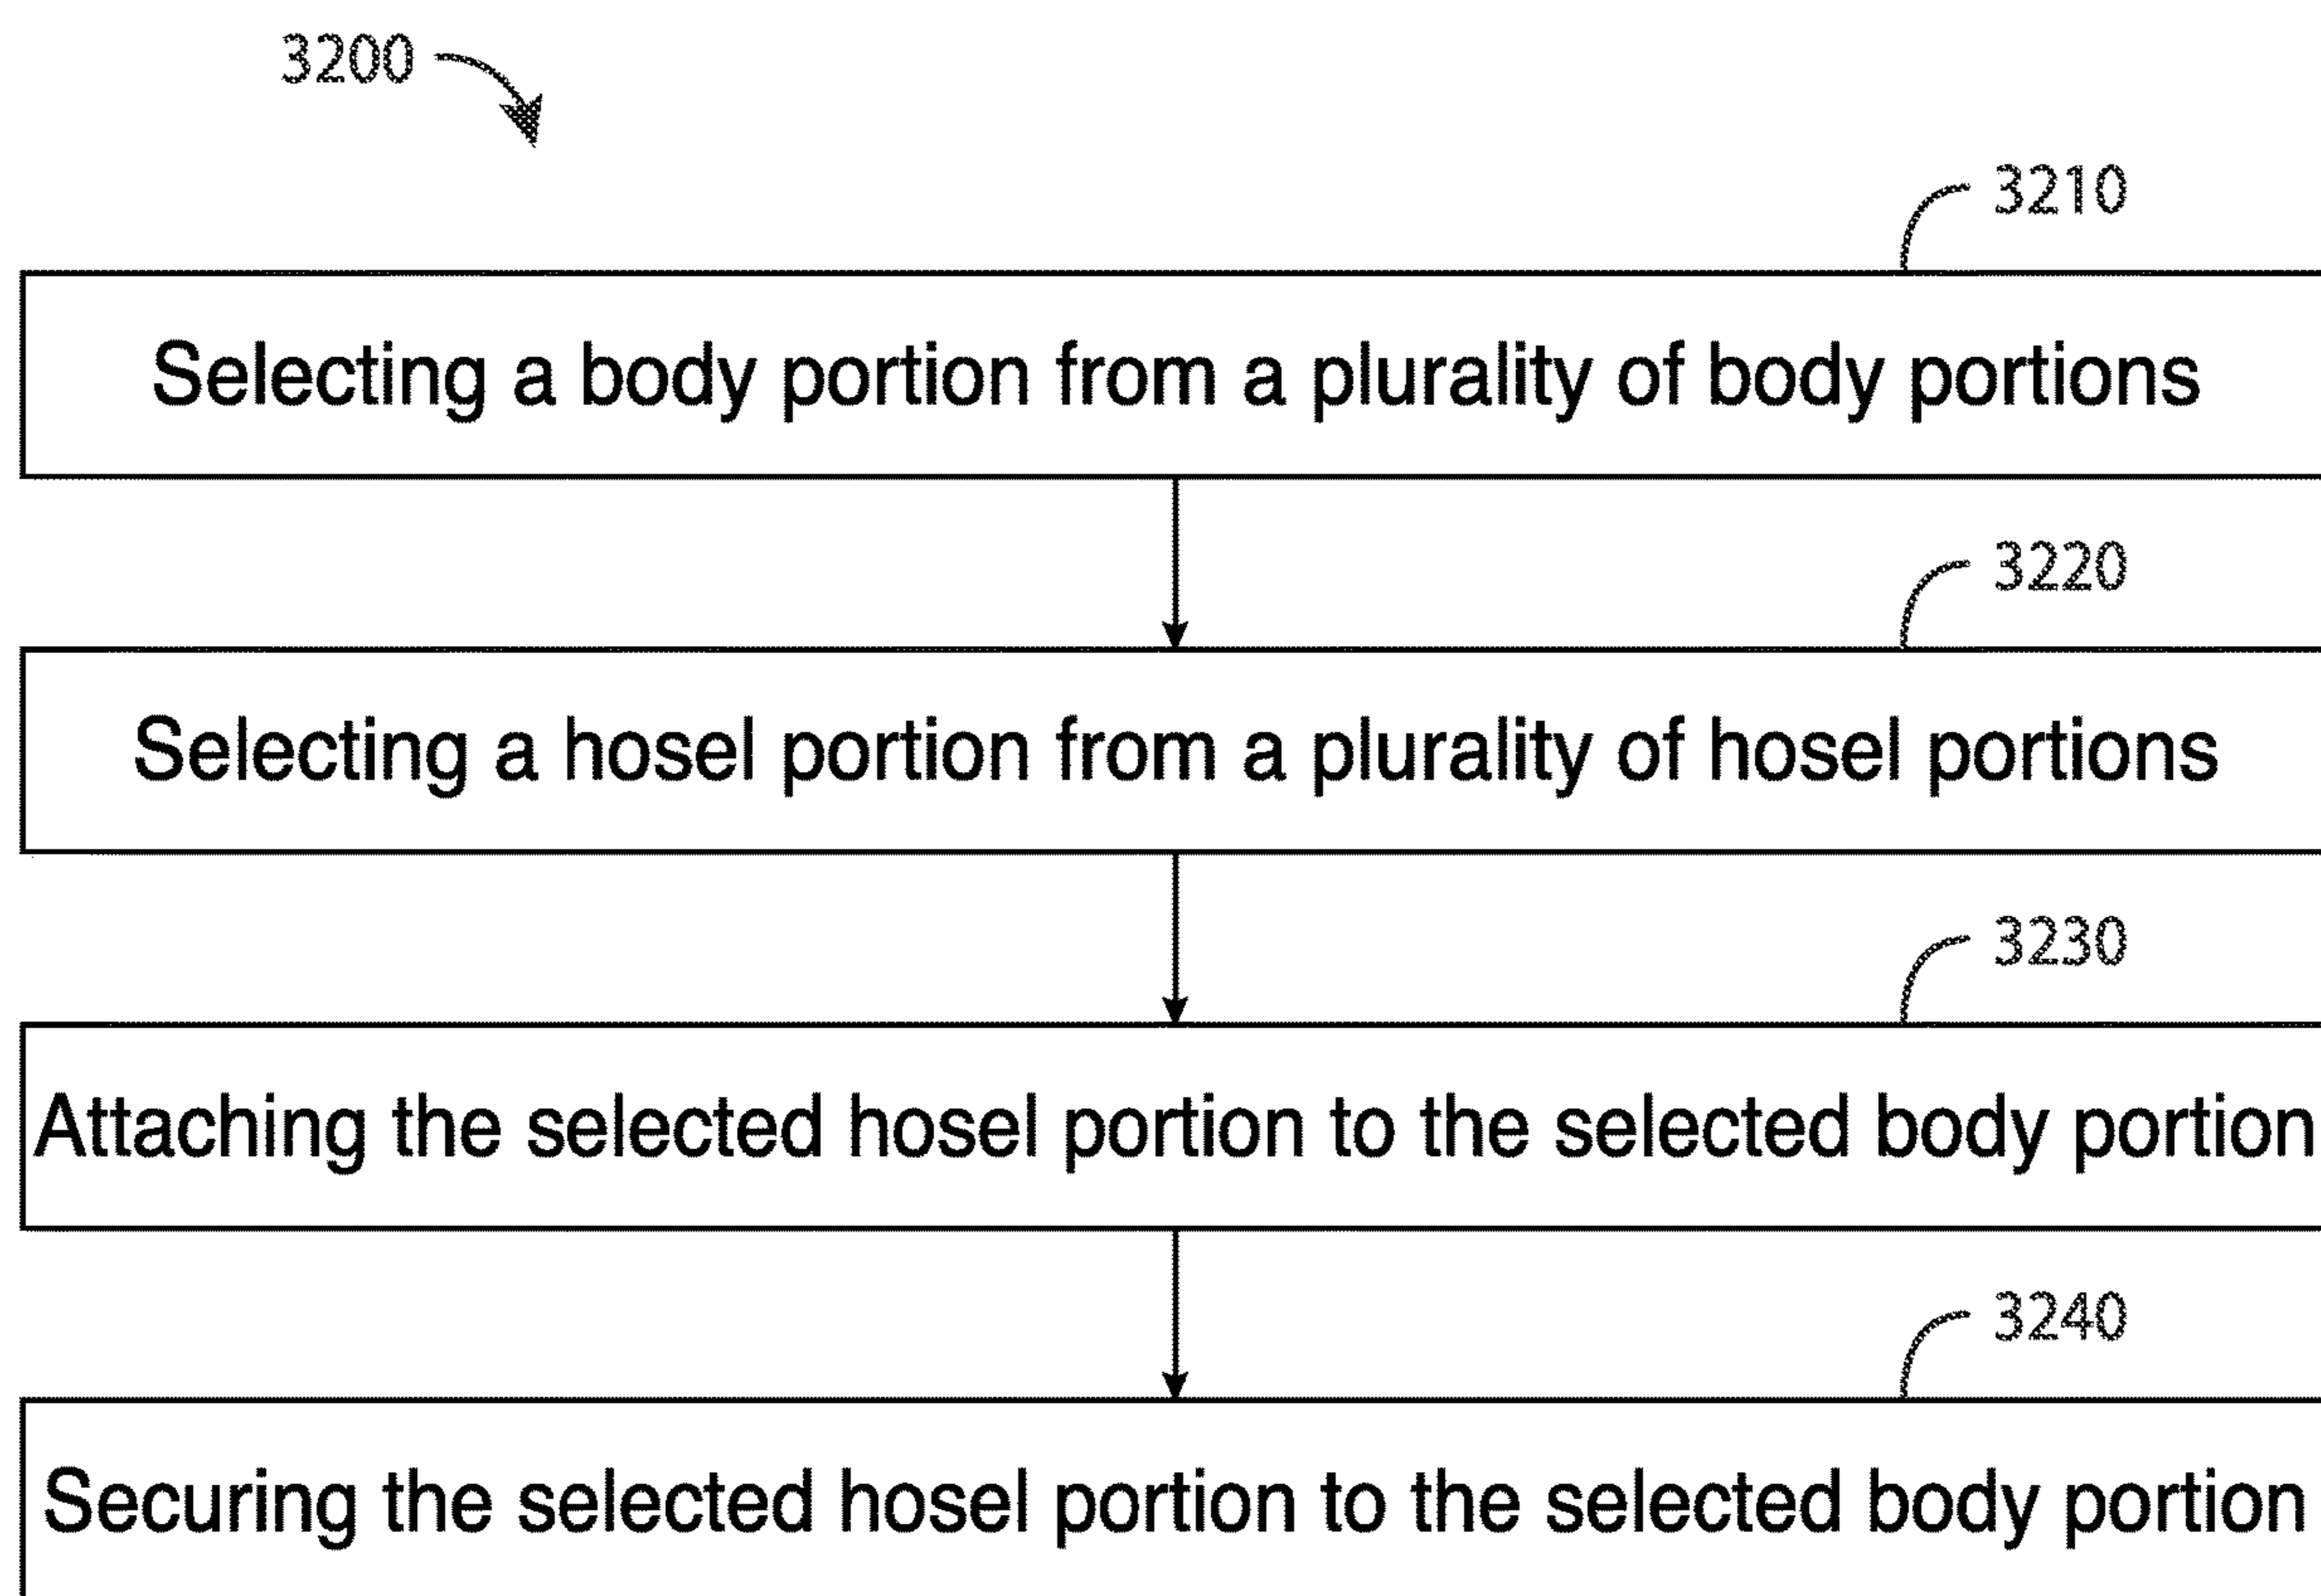 3200
3210
Selecting a body portion from a plurality of body portions
3220
Selecting a hosel portion from a plurality of hosel portions
3230
Attaching the selected hosel portion to the selected body portion
3240
Securing the selected hosel portion to the selected body portion